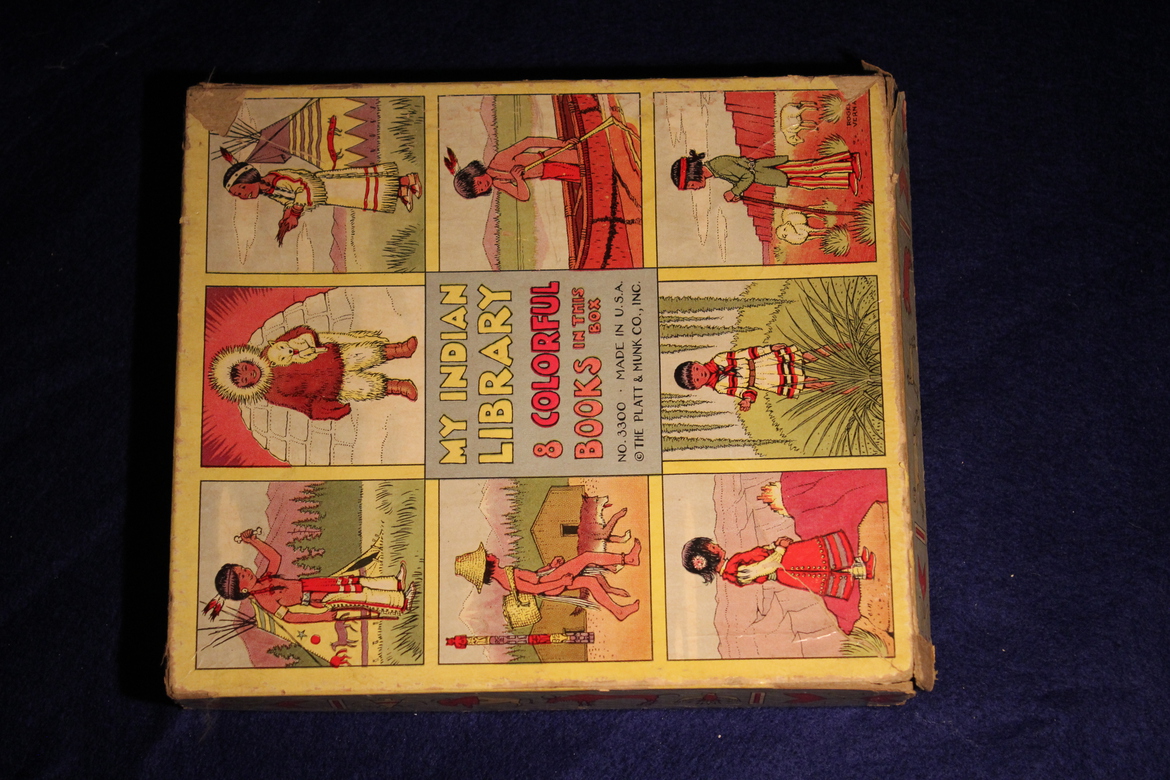 MY INDIAN
LIBRARY
8 COLORFUL
BOOKS IN THIS
BOX
NO. 3300 · MADE IN U.S.A.
© THE PLATT & MUNK CO., INC.